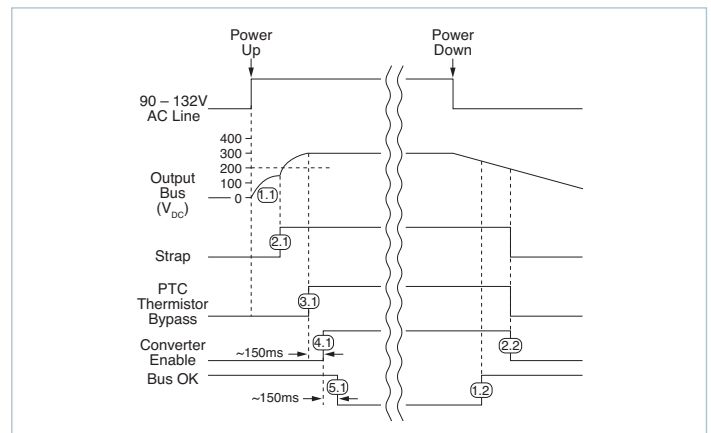 Power
Up
Power
Down
90 – 132V
AC Line
400
300
200
100
0
Output
Bus
(VDC)
1.1
2.1
Strap
PTC
Thermistor
Bypass
3.1
Converter
Enable
~150ms
4.1
2.2
Bus OK
~150ms
5.1
1.2